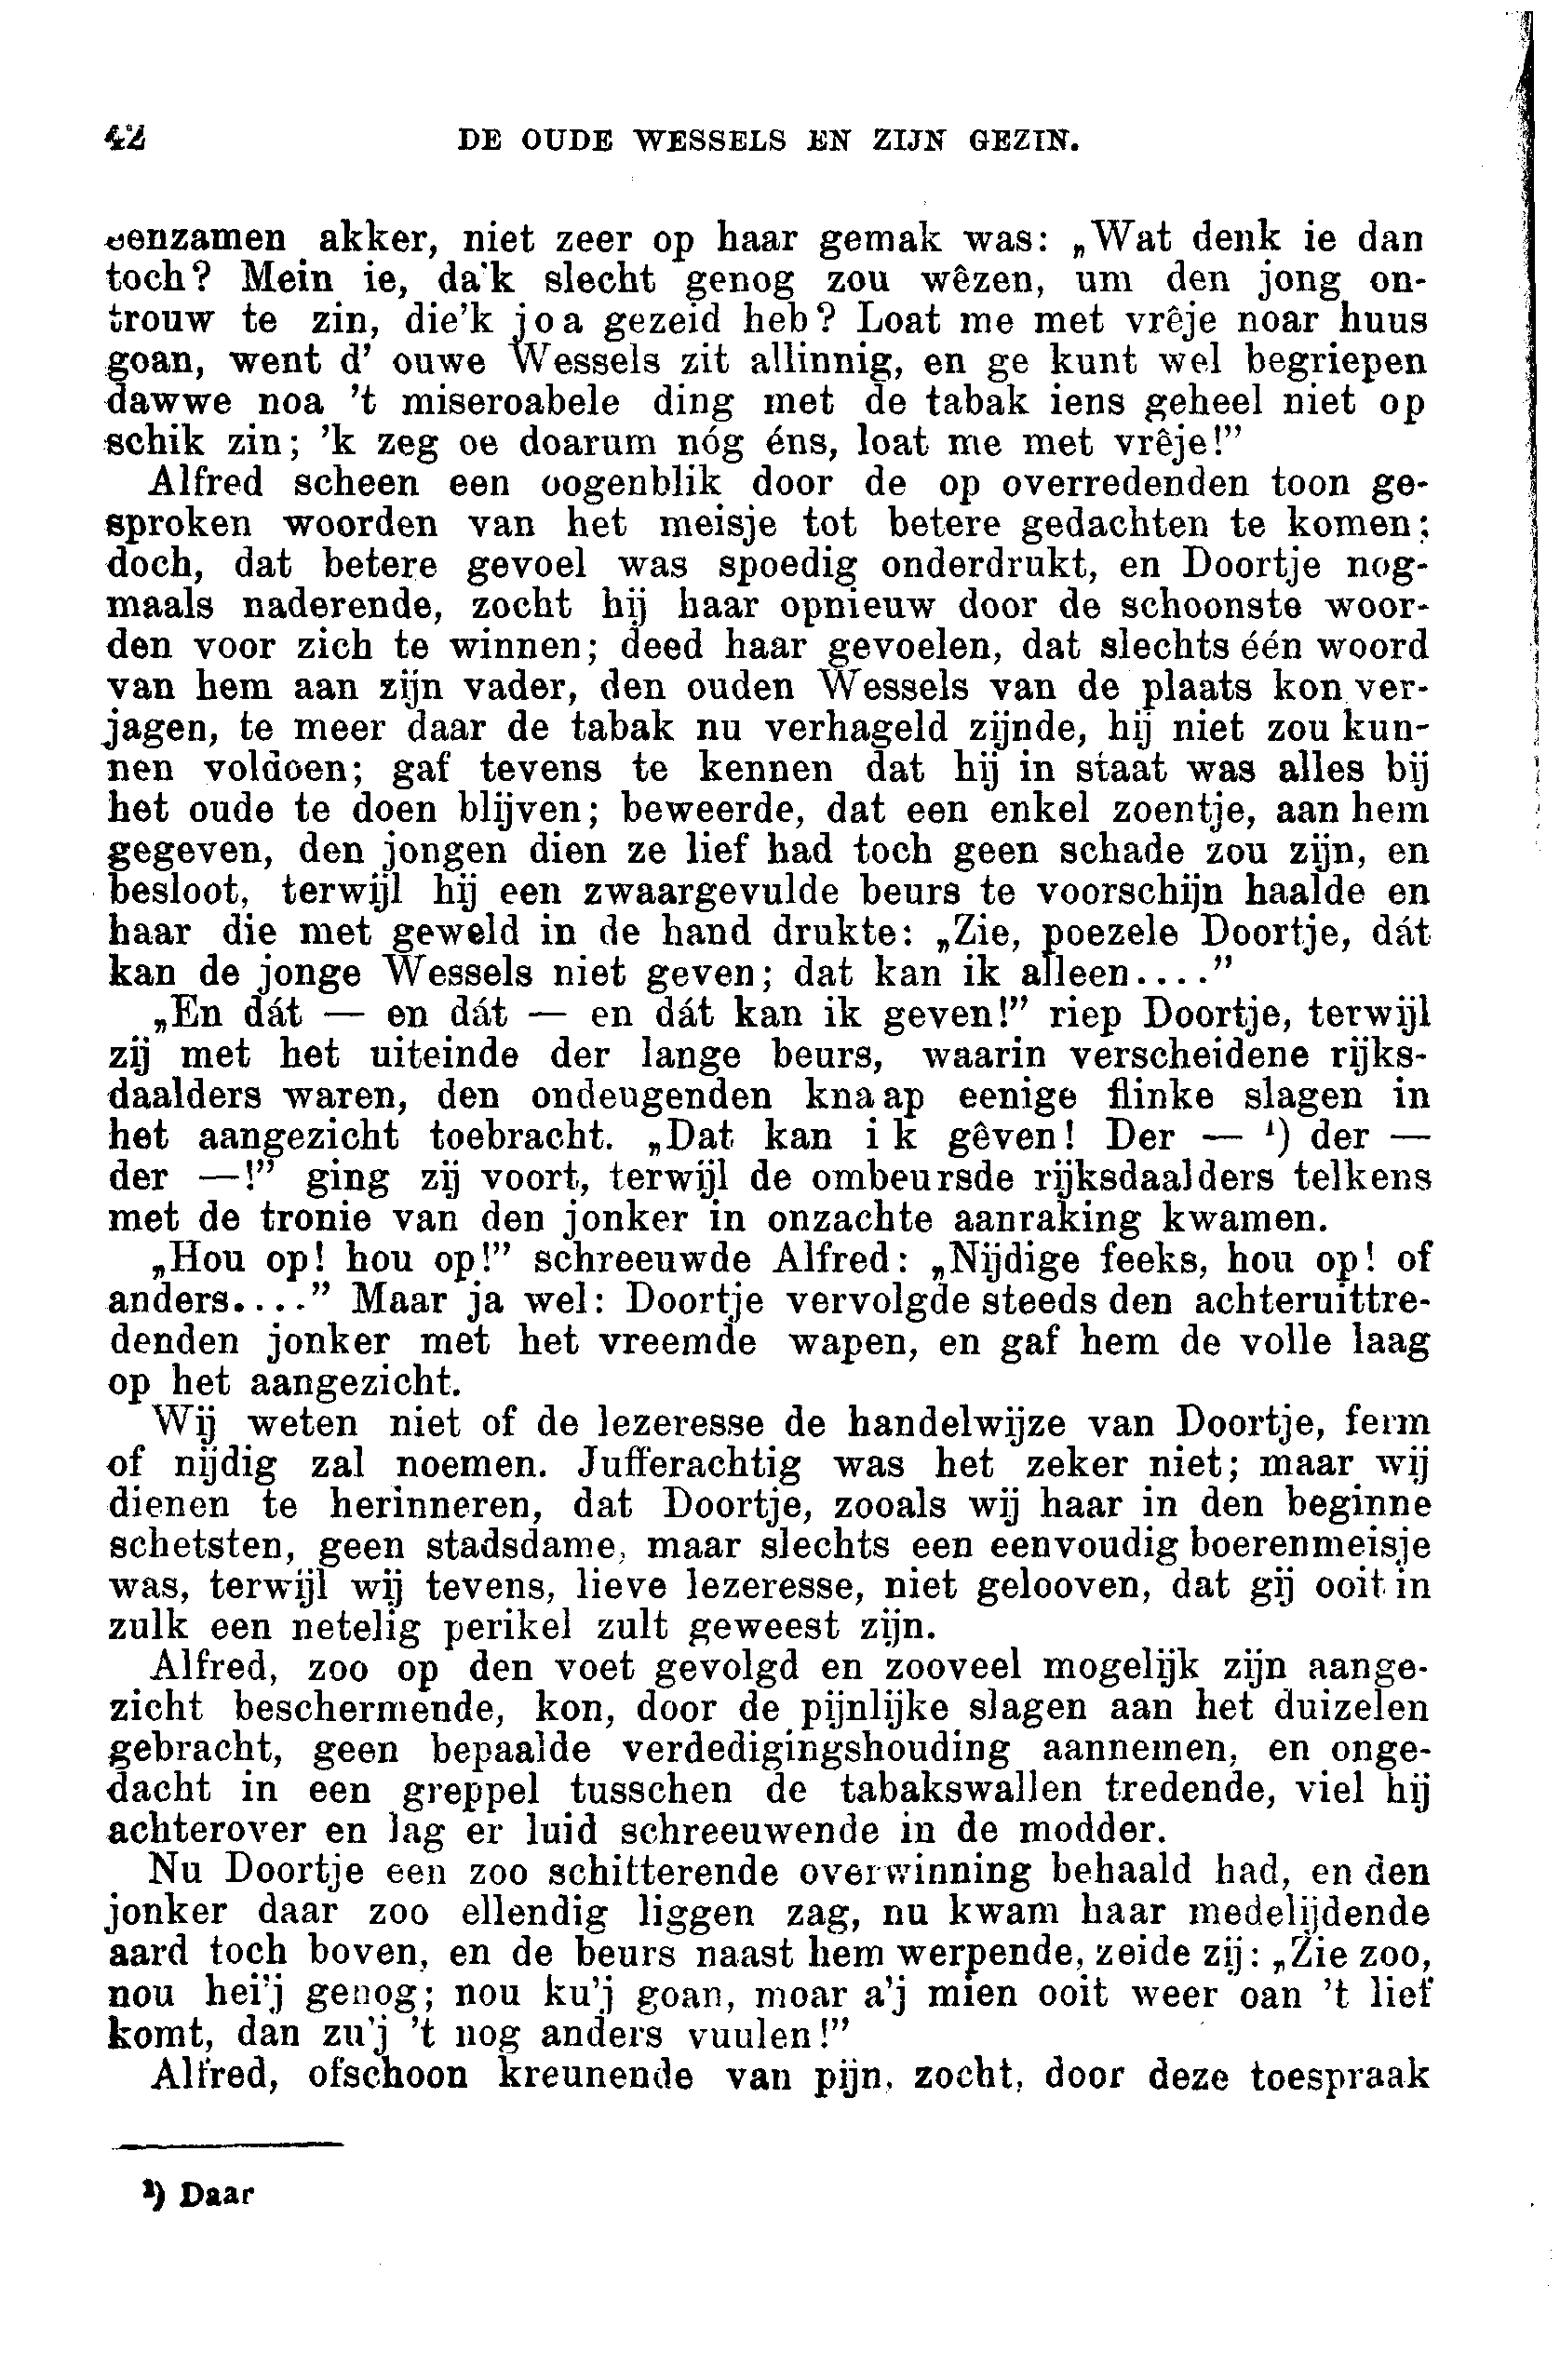 42 DE OUDE WESSELS EN ZIJN GEZIN.
eenzamen akker, niet zeer op haar gemak was: „Wat denk ie dan
toch? Mein ie, da'k slecht genog zou wêzen, um den jong on-
trouw te zin, die'k joa gezeid heb? Loat me met vrêje noar huus
goan, went d' ouwe Wessels zit allinnig, en ge kunt wel begriepen
dawwe noa 't miseroabele ding met de tabak iens geheel niet op
schik zin; 'k zeg oe doarum nóg éns, loat me met vrêje!”
Alfred scheen een oogenblik door de op overredenden toon ge-
sproken woorden van het meisje tot betere gedachten te komen;
doch, dat betere gevoel was spoedig onderdrukt, en Doortje nog-
maals naderende, zocht hij haar opnieuw door de schoonste woor-
den voor zich te winnen; deed haar gevoelen, dat slechts één woord
van hem aan zijn vader, den ouden Wessels van de plaats kon ver-
jagen, te meer daar de tabak nu verhageld zijnde, hij niet zou kun-
nen voldoen; gaf tevens te kennen dat hij in staat was alles bij
het oude te doen blijven; beweerde, dat een enkel zoentje, aan hem
gegeven, den jongen dien ze lief had toch geen schade zou zijn, en
besloot, terwijl hij een zwaargevulde beurs te voorschijn haalde en
haar die met geweld in de hand drukte: „Zie, poezele Doortje, dát
kan de jonge Wessels niet geven; dat kan ik alleen....”
„En dát — en dát — en dát kan ik geven!” riep Doortje, terwijl
zij met het uiteinde der lange beurs, waarin verscheidene rijks-
daalders waren, den ondeugenden knaap eenige flinke slagen in
het aangezicht toebracht. „Dat kan ik gêven! Der — ¹) der —
der —!” ging zij voort, terwijl de ombeursde rijksdaalders telkens
met de tronie van den jonker in onzachte aanraking kwamen.
„Hou op! hou op!” schreeuwde Alfred: „Nijdige feeks, hou op! of
anders....” Maar ja wel: Doortje vervolgde steeds den achteruittre-
denden jonker met het vreemde wapen, en gaf hem de volle laag
op het aangezicht.
Wij weten niet of de lezeresse de handelwijze van Doortje, ferm
of nijdig zal noemen. Jufferachtig was het zeker niet; maar wij
dienen te herinneren, dat Doortje, zooals wij haar in den beginne
schetsten, geen stadsdame, maar slechts een eenvoudig boerenmeisje
was, terwijl wij tevens, lieve lezeresse, niet gelooven, dat gij ooit in
zulk een netelig perikel zult geweest zijn.
Alfred, zoo op den voet gevolgd en zooveel mogelijk zijn aange-
zicht beschermende, kon, door de pijnlijke slagen aan het duizelen
gebracht, geen bepaalde verdedigingshouding aannemen, en onge-
dacht in een greppel tusschen de tabakswallen tredende, viel hij
achterover en lag er luid schreeuwende in de modder.
Nu Doortje een zoo schitterende overwinning behaald had, en den
jonker daar zoo ellendig liggen zag, nu kwam haar medelijdende
aard toch boven, en de beurs naast hem werpende, zeide zij: „Zie zoo,
nou hei'j genog; nou ku'j goan, moar a'j mien ooit weer oan 't lief
komt, dan zu'j 't nog anders vuulen!”
Alfred, ofschoon kreunende van pijn, zocht, door deze toespraak
¹) Daar